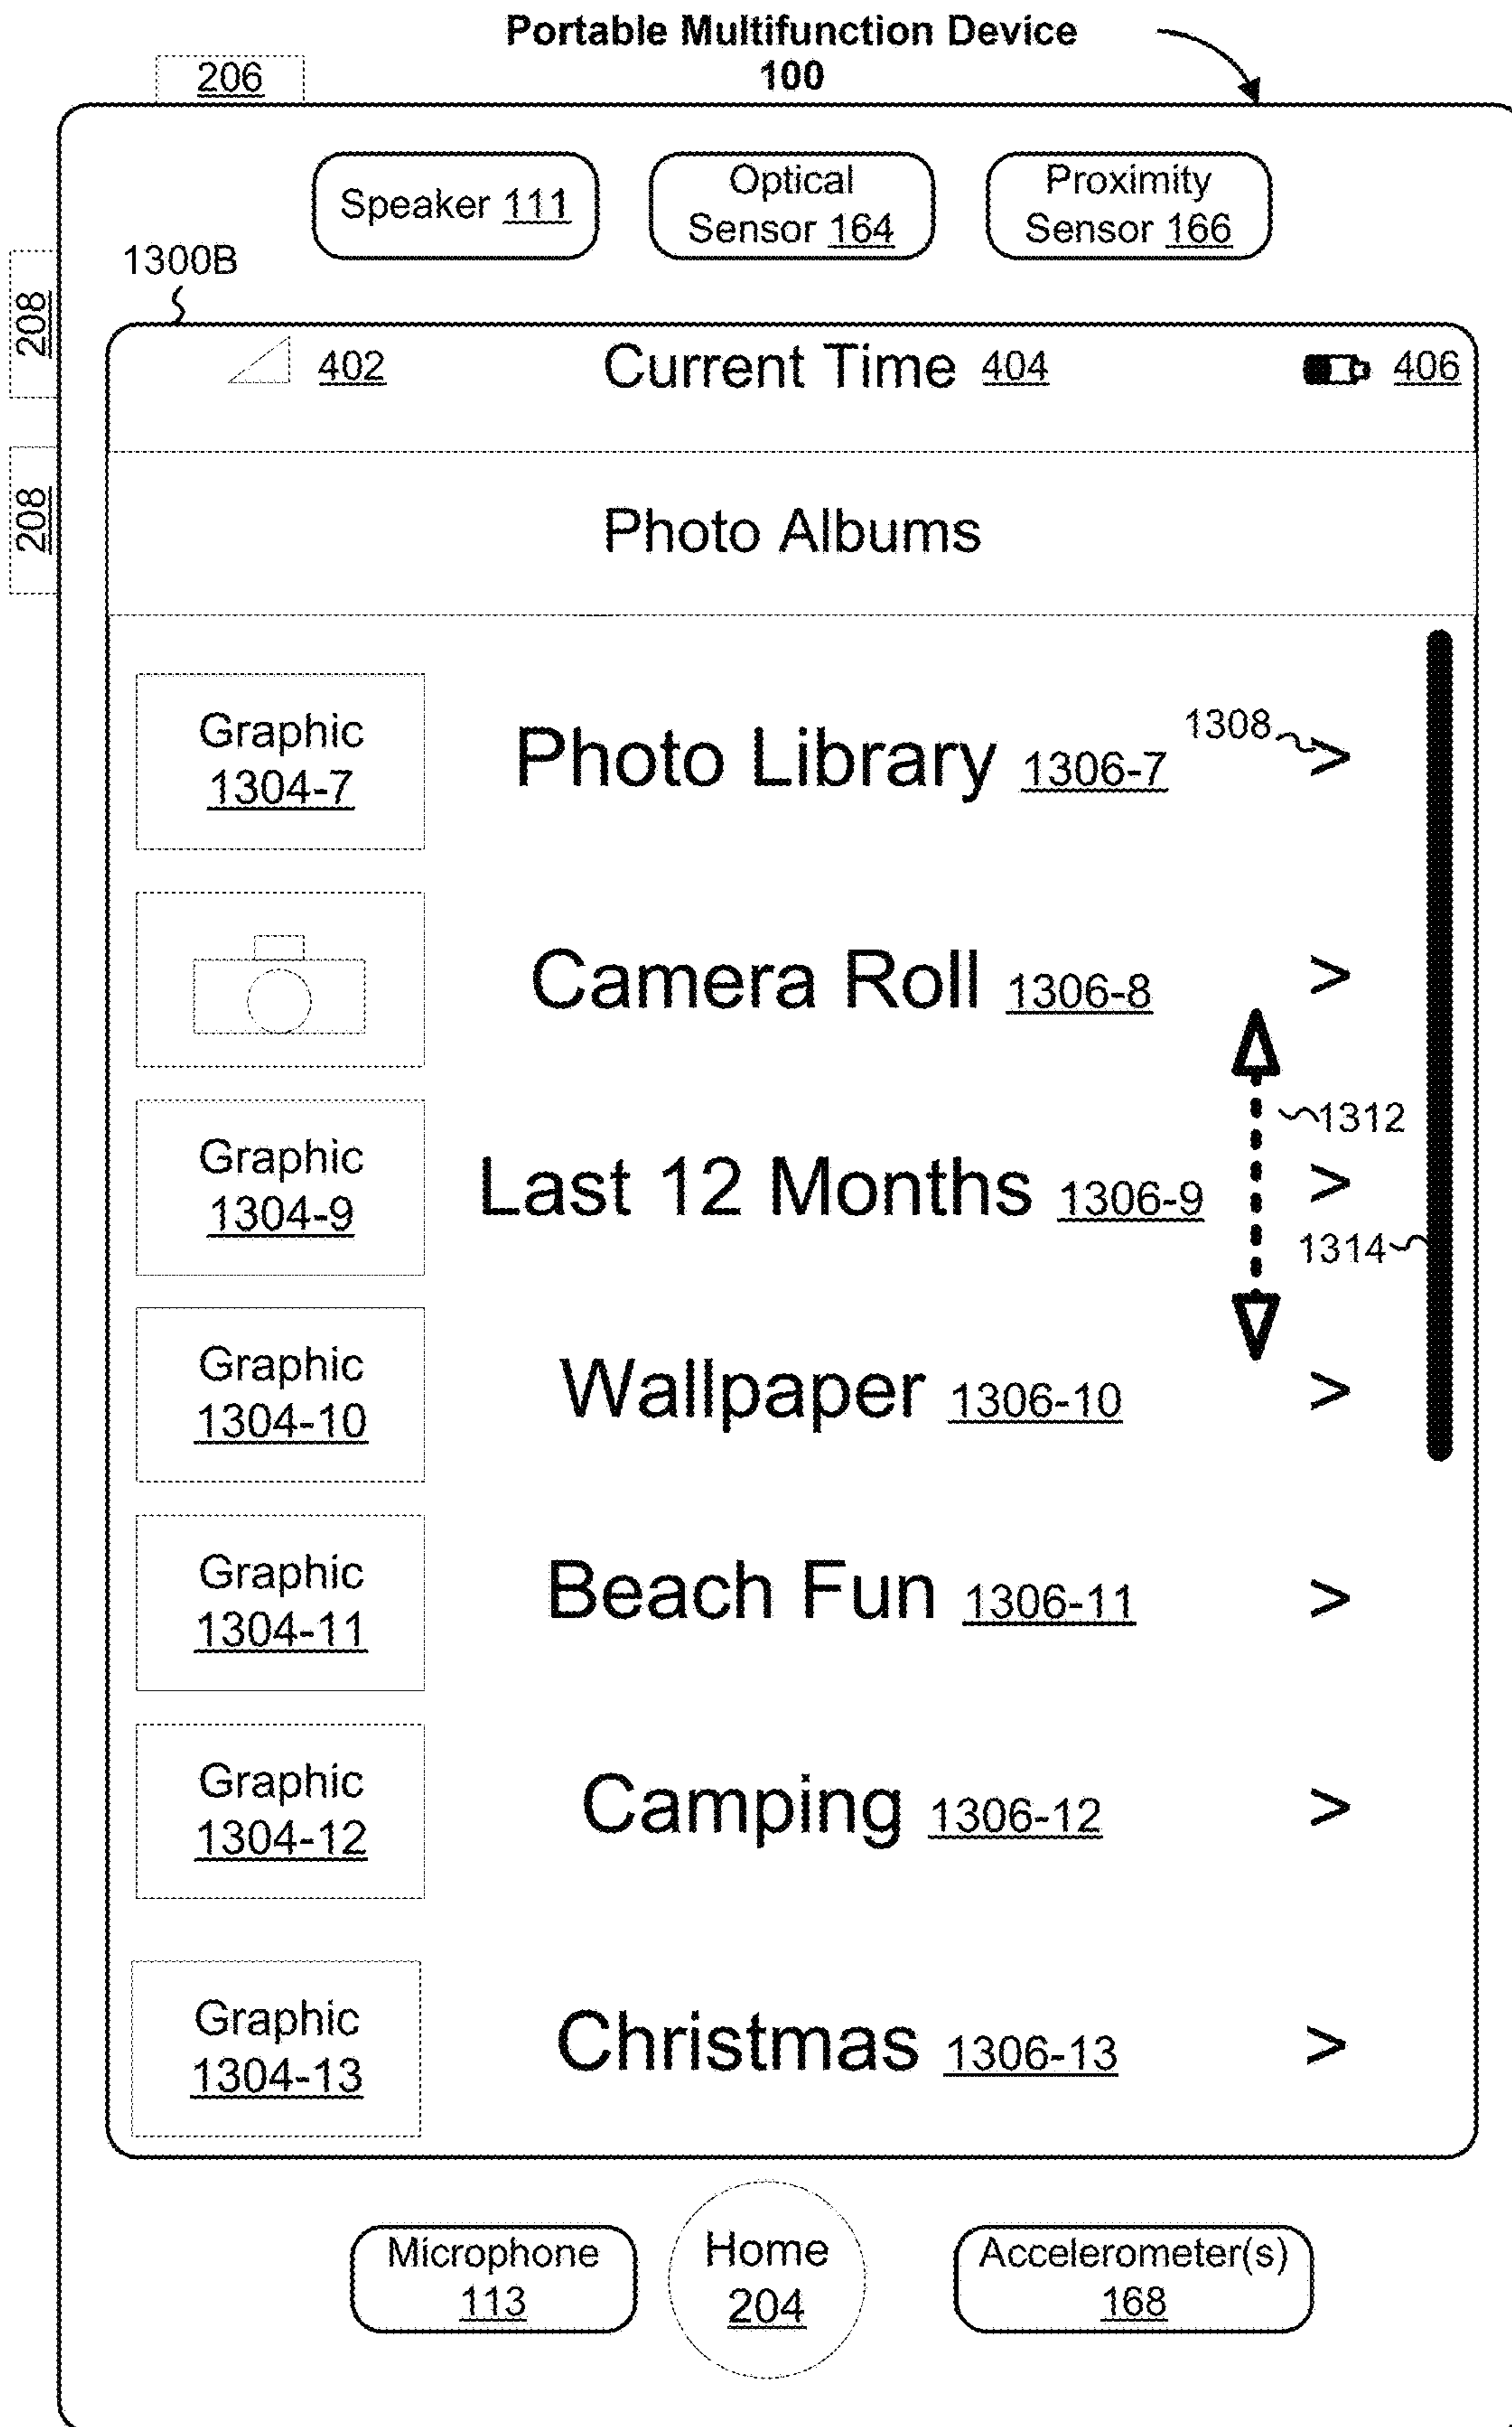 Portable Multifunction Device
100
206
Speaker 111
Optical
Sensor 164
Proximity
Sensor 166
1300B
208
402
Current Time 404
406
208
Photo Albums
Graphic
1304-7
Photo Library 1306-7
1308
>
Camera Roll 1306-8
>
1312
Graphic
1304-9
Last 12 Months 1306-9
>
1314
Graphic
1304-10
Wallpaper 1306-10
>
Graphic
1304-11
Beach Fun 1306-11
>
Graphic
1304-12
Camping 1306-12
>
Graphic
1304-13
Christmas 1306-13
>
Microphone
113
Home
204
Accelerometer(s)
168